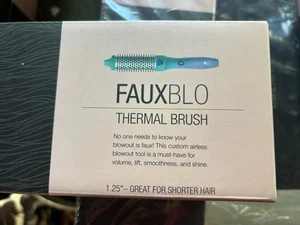 FAUXBLO
THERMAL BRUSH
No one needs to know your
blowout is faux! This custom airless
blowout tool is a must-have for
volume, lift, smoothness, and shine.
1.25"– GREAT FOR SHORTER HAIR